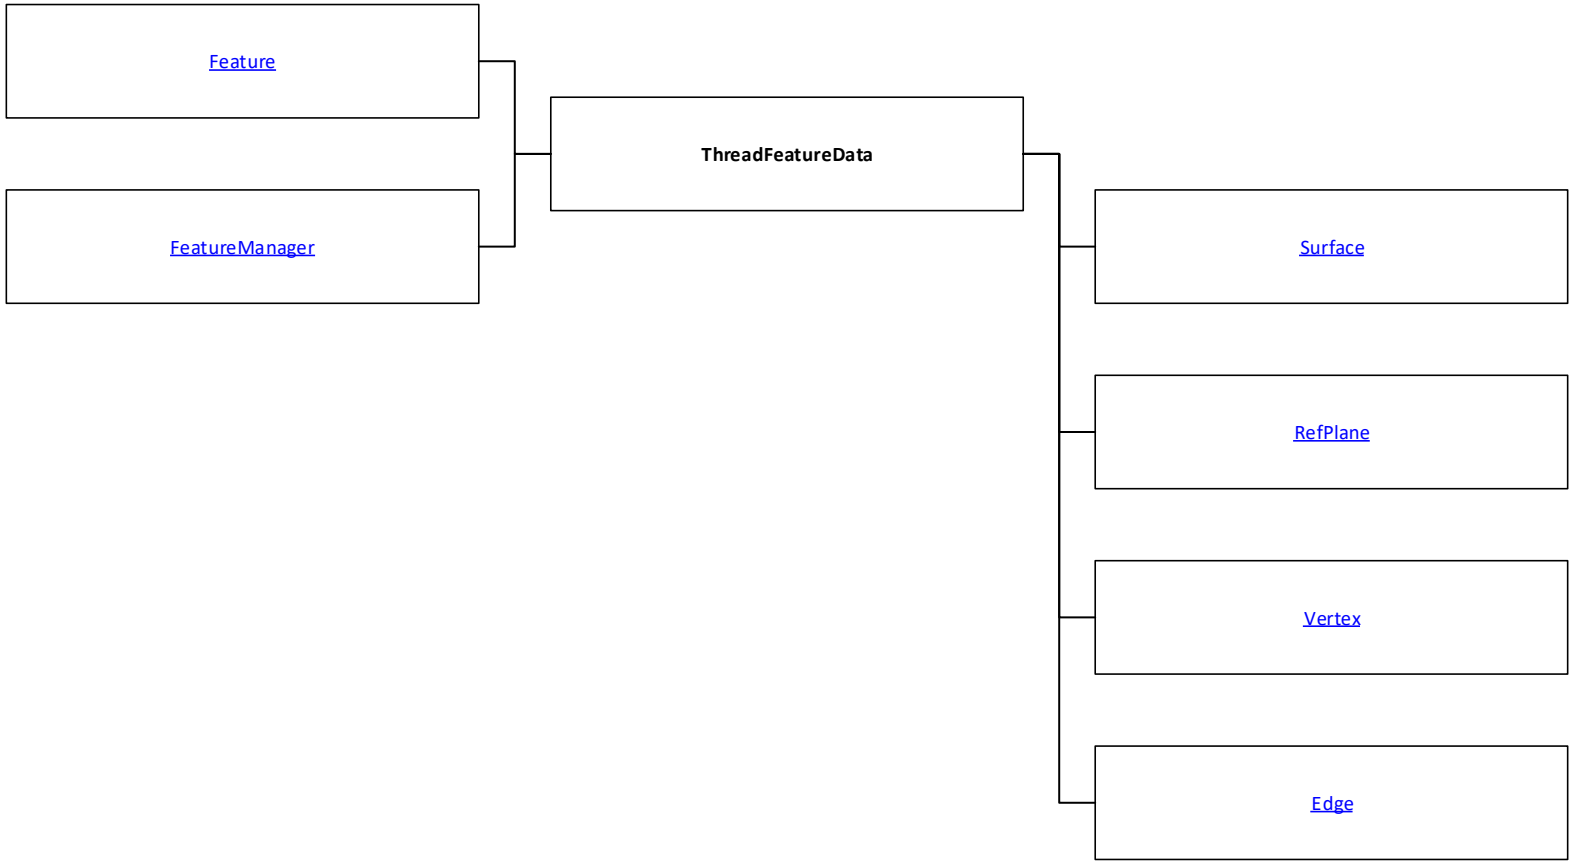 Feature
ThreadFeatureData
FeatureManager
Surface
RefPlane
Vertex
Edge